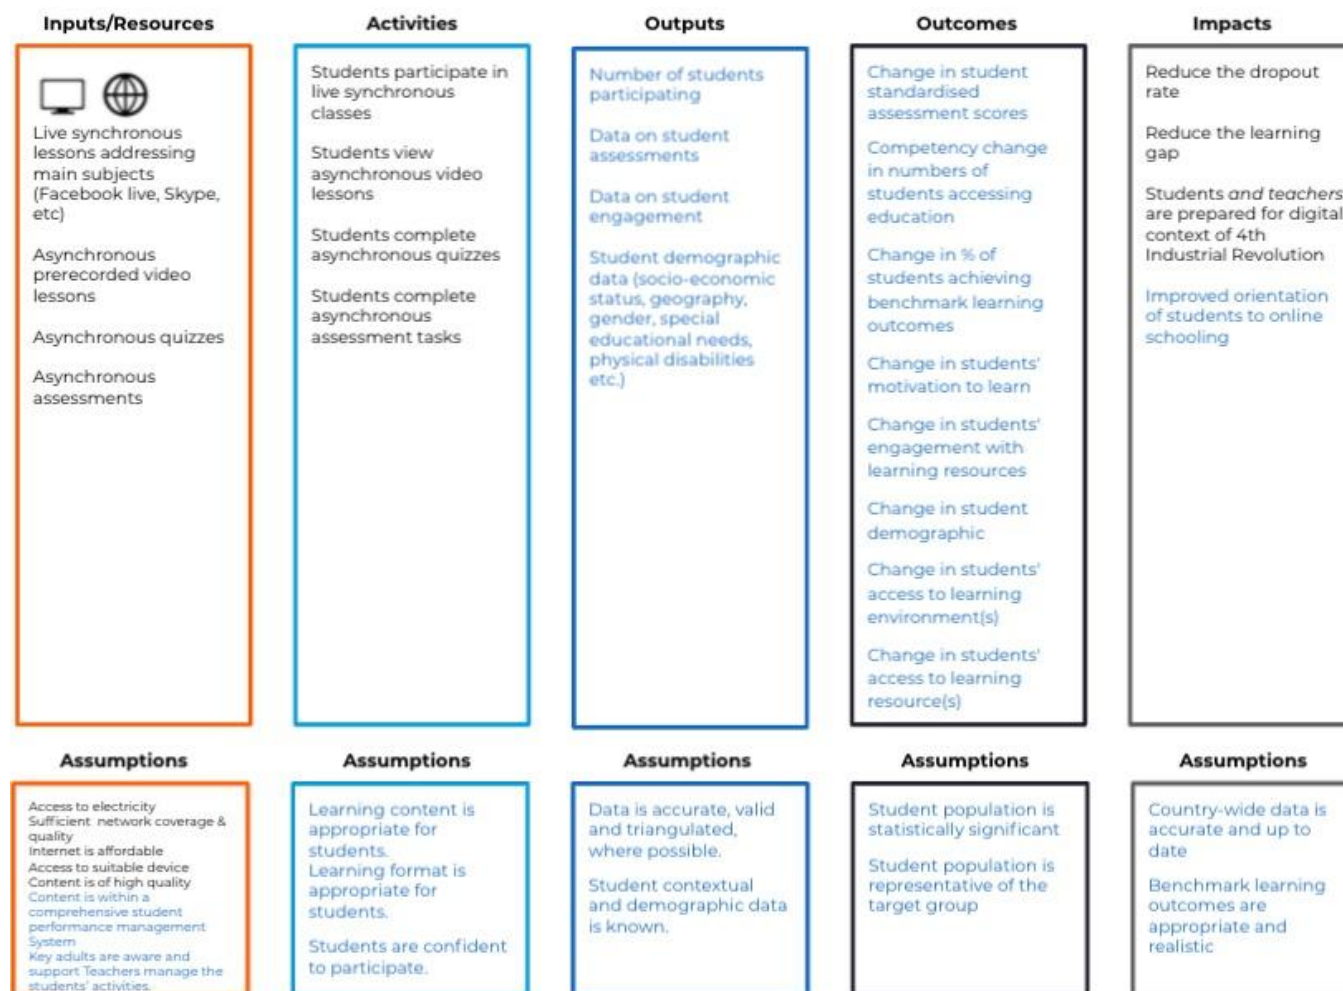 Inputs/Resources
Live synchronous
lessons addressing
main subjects
(Facebook live, Skype,
etc)
Asynchronous
prerecorded video
lessons
Asynchronous quizzes
Asynchronous
assessments
Activities
Students participate in
live synchronous
classes
Students view
asynchronous video
lessons
Students complete
asynchronous quizzes
Students complete
asynchronous
assessment tasks
Outputs
Number of students
participating
Data on student
assessments
Data on student
engagement
Student demographic
data (socio-economic
status, geography,
gender, special
educational needs,
physical disabilities
etc.)
Outcomes
Change in student
standardised
assessment scores
Competency change
in numbers of
students accessing
education
Change in % of
students achieving
benchmark learning
outcomes
Change in students'
motivation to learn
Change in students'
engagement with
learning resources
Change in student
demographic
Change in students'
access to learning
environment(s)
Change in students'
access to learning
resource(s)
Impacts
Reduce the dropout
rate
Reduce the learning
gap
Students and teachers
are prepared for digital
context of 4th
Industrial Revolution
Improved orientation
of students to online
schooling
Assumptions
Access to electricity
Sufficient network coverage &
quality
Internet is affordable
Access to suitable device
Content is of high quality
Content is within a
comprehensive student
performance management
System
Key adults are aware and
support Teachers manage the
students' activities.
Assumptions
Learning content is
appropriate for
students.
Learning format is
appropriate for
students.
Students are confident
to participate.
Assumptions
Data is accurate, valid
and triangulated,
where possible.
Student contextual
and demographic data
is known.
Assumptions
Student population is
statistically significant
Student population is
representative of the
target group
Assumptions
Country-wide data is
accurate and up to
date
Benchmark learning
outcomes are
appropriate and
realistic